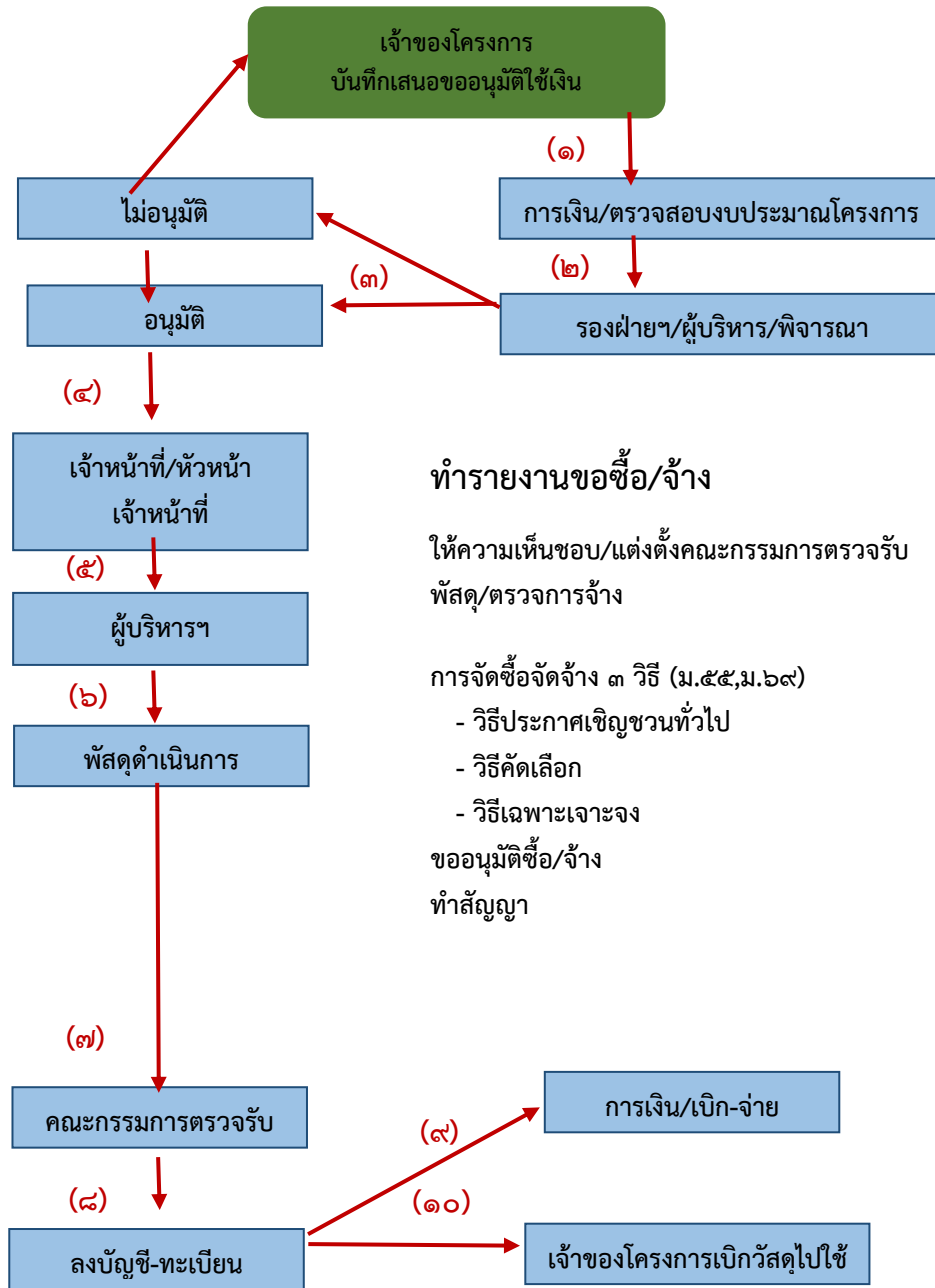 เจ้าของโครงการ
บันทึกเสนอขออนุมัติใช้เงิน
(๑)
ไม่อนุมัติ
การเงิน/ตรวจสอบงบประมาณโครงการ
(๒)
(๓)
อนุมัติ
รองฝ่ายฯ/ผู้บริหาร/พิจารณา
(๔)
เจ้าหน้าที่/หัวหน้า
เจ้าหน้าที่
ทำรายงานขอซื้อ/จ้าง
(๕)
ให้ความเห็นชอบ/แต่งตั้งคณะกรรมการตรวจรับ
พัสดุ/ตรวจการจ้าง
ผู้บริหารฯ
(๖)
การจัดซื้อจัดจ้าง ๓ วิธี (ม.๕๕,ม.๖๙)
- วิธีประกาศเชิญชวนทั่วไป
พัสดุดำเนินการ
- วิธีคัดเลือก
- วิธีเฉพาะเจาะจง
ขออนุมัติซื้อ/จ้าง
ทำสัญญา
(๗)
คณะกรรมการตรวจรับ
การเงิน/เบิก-จ่าย
(๙)
(๘)
(๑๐)
ลงบัญชี-ทะเบียน
เจ้าของโครงการเบิกวัสดุไปใช้